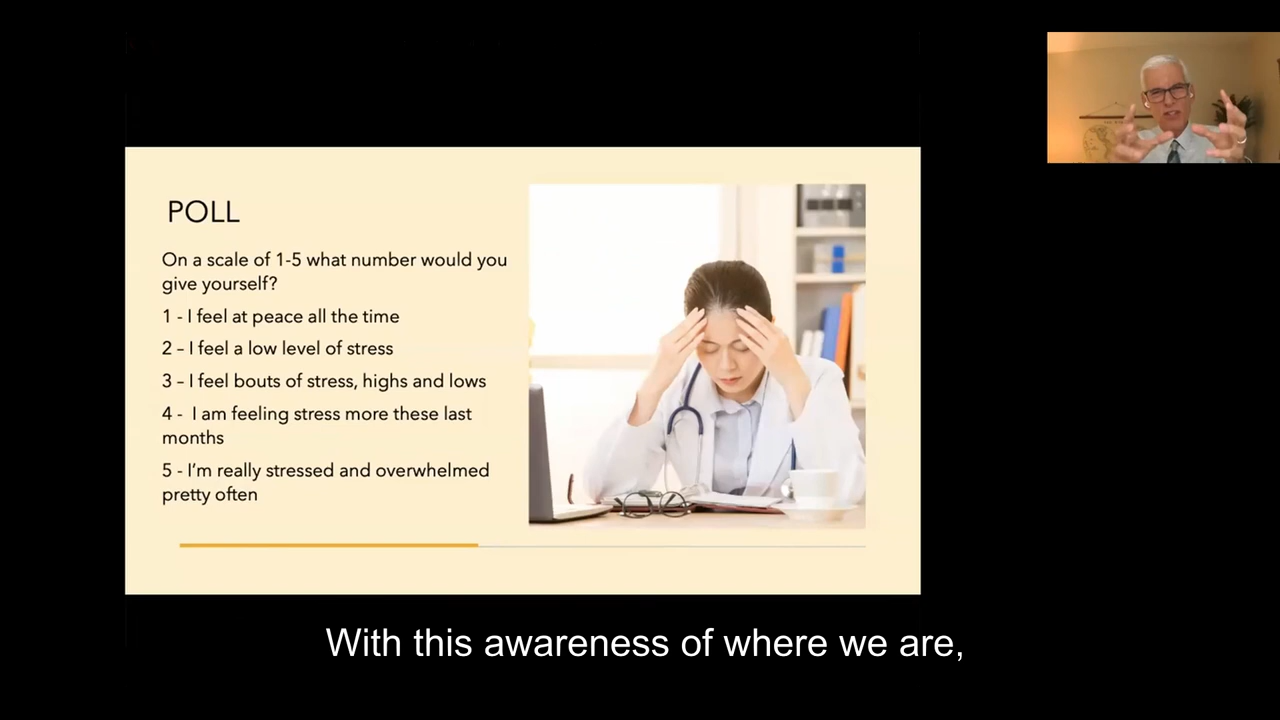 POLL
On a scale of 1-5 what number would you
give yourself?
1 - I feel at peace all the time
2 – I feel a low level of stress
3 – I feel bouts of stress, highs and lows
4 -  I am feeling stress more these last
months
5 - I’m really stressed and overwhelmed
pretty often
With this awareness of where we are,